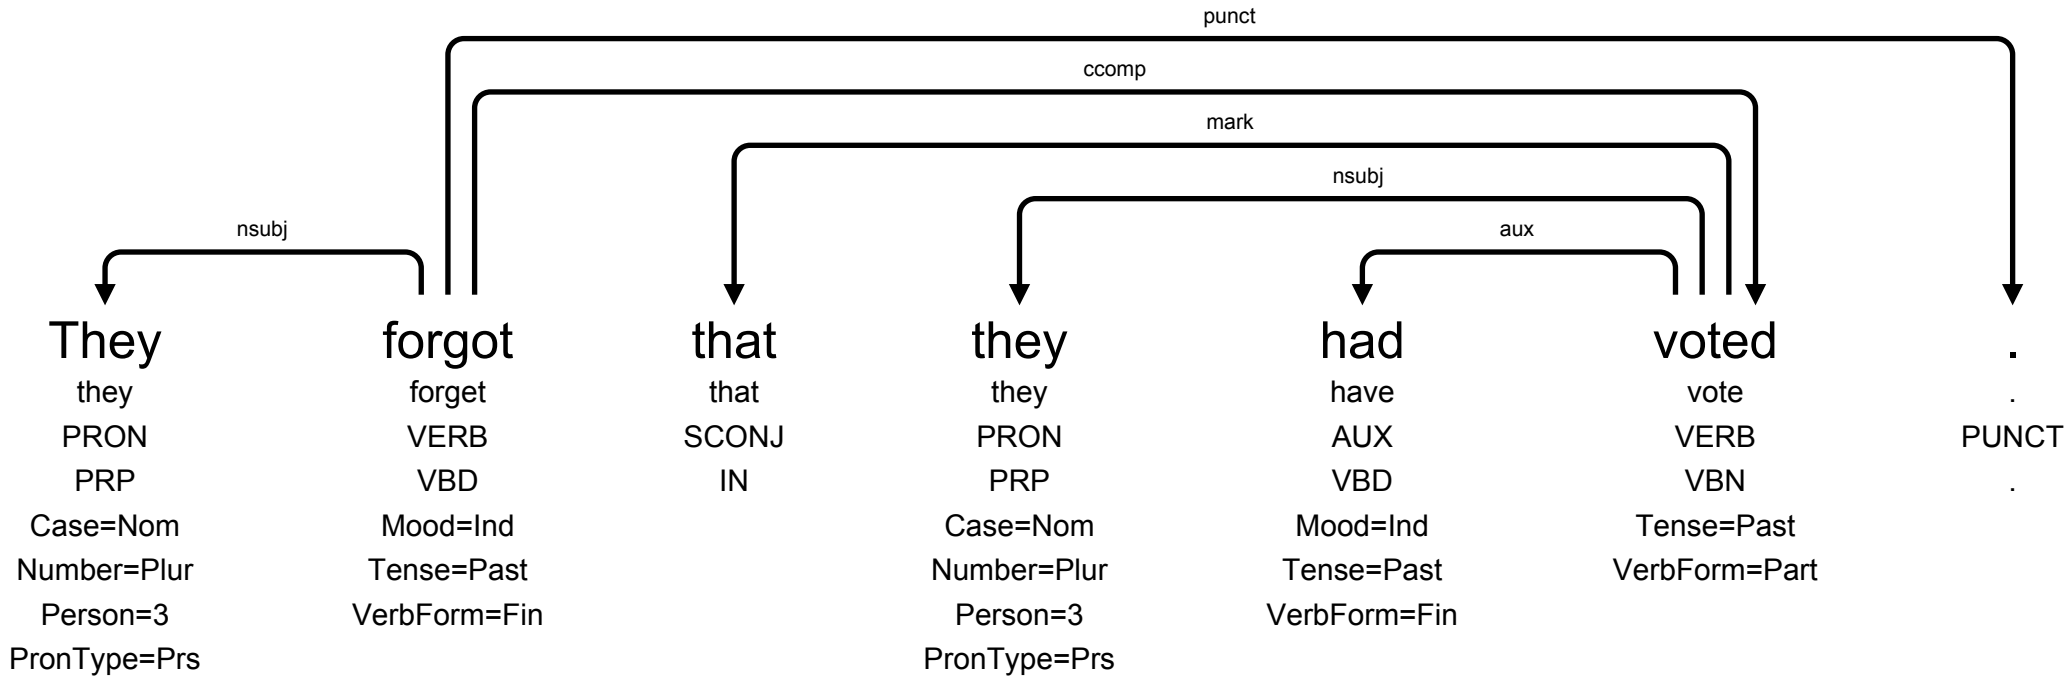 punct
ccomp
mark
nsubj
nsubj aux
They forgot that they had voted .
they forget that they have vote .
PRON VERB SCONJ PRON AUX VERB PUNCT
PRP VBD IN PRP VBD VBN .
Case=Nom Mood=Ind Case=Nom Mood=Ind Tense=Past
Number=Plur Tense=Past Number=Plur Tense=Past VerbForm=Part
Person=3 VerbForm=Fin Person=3 VerbForm=Fin
PronType=Prs PronType=Prs